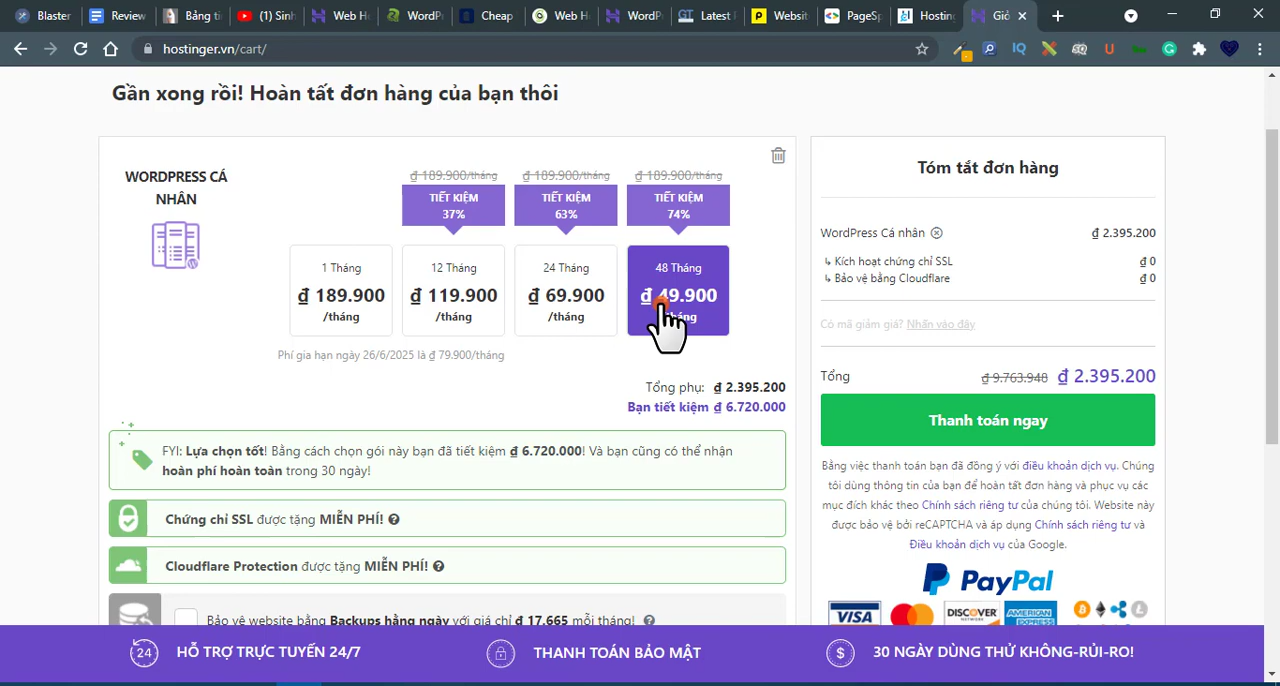 Blaster
Review
Bảng ti
(1) Sinh
Web H
WordP
Cheap
Web H
WordP
GT
Latest
Websit
PageSp
Hosting
Giỏ
hostinger.vn/cart/
IQ
SQ
U
Gần xong rồi! Hoàn tất đơn hàng của bạn thôi
WORDPRESS CÁ
NHÂN
₫ 189.900/tháng
₫ 189.900/tháng
₫ 189.900/tháng
TIẾT KIỆM
37%
TIẾT KIỆM
63%
TIẾT KIỆM
74%
1 Tháng
₫ 189.900
/tháng
12 Tháng
₫ 119.900
/tháng
24 Tháng
₫ 69.900
/tháng
48 Tháng
₫ 49.900
Phí gia hạn ngày 26/6/2025 là ₫ 79.900/tháng
Tổng phụ: ₫ 2.395.200
Bạn tiết kiệm ₫ 6.720.000
FYI: Lựa chọn tốt! Bằng cách chọn gói này bạn đã tiết kiệm ₫ 6.720.000! Và bạn cũng có thể nhận
hoàn phí hoàn toàn trong 30 ngày!
Chứng chỉ SSL được tặng MIỄN PHÍ!
Cloudflare Protection được tặng MIỄN PHÍ!
Bảo vệ website bằng Backups hằng ngày với giá chỉ ₫ 17.665 mỗi tháng!
Tóm tắt đơn hàng
WordPress Cá nhân ₫ 2.395.200
↳ Kích hoạt chứng chỉ SSL ₫ 0
↳ Bảo vệ bằng Cloudflare ₫ 0
Có mã giảm giá? Nhấn vào đây
Tổng ₫ 9.763.948 ₫ 2.395.200
Thanh toán ngay
Bằng việc thanh toán bạn đã đồng ý với điều khoản dịch vụ. Chúng
tôi dùng thông tin của bạn để hoàn tất đơn hàng và phục vụ các
mục đích khác theo Chính sách riêng tư của chúng tôi. Website này
được bảo vệ bởi reCAPTCHA và áp dụng Chính sách riêng tư và
Điều khoản dịch vụ của Google.
PayPal
VISA
DISCOVER
AMERICAN
EXPRESS
24
HỖ TRỢ TRỰC TUYẾN 24/7
THANH TOÁN BẢO MẬT
$
30 NGÀY DÙNG THỬ KHÔNG-RỦI-RO!